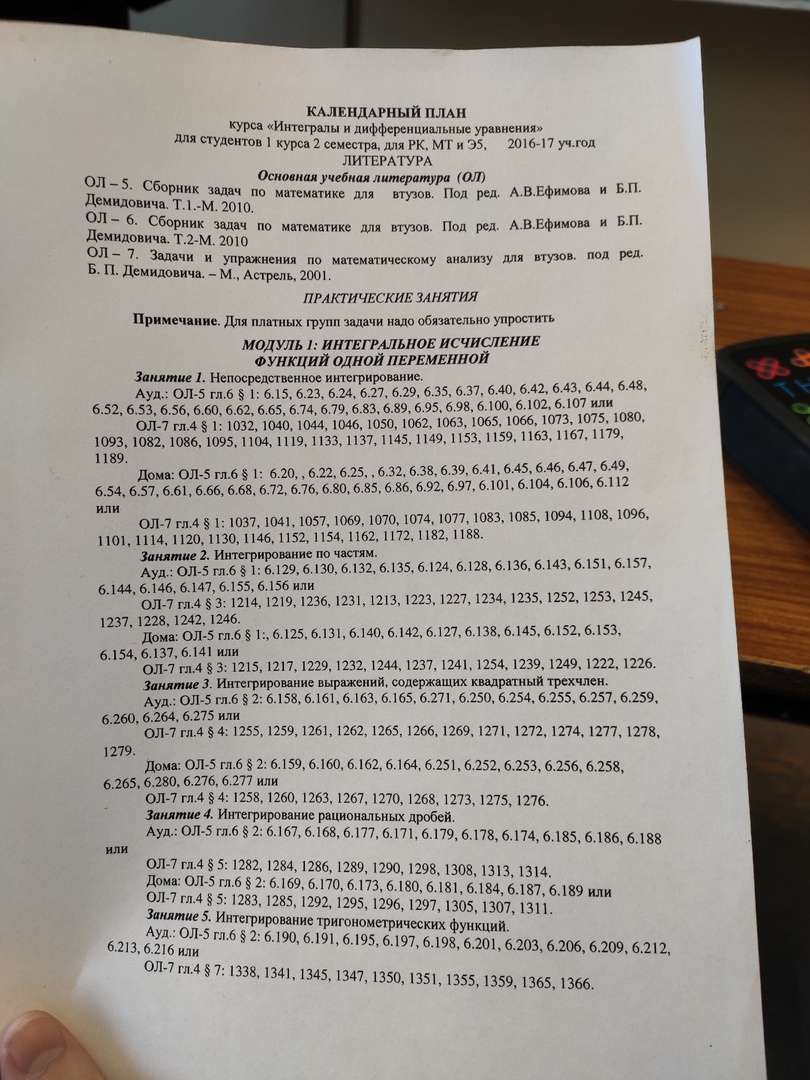 КАЛЕНДАРНЫЙ ПЛАН
курса «Интегралы и дифференциальные уравнения»
для студентов 1 курса 2 семестра, для РК, МТ и Э5, 2016-17 уч.год
ЛИТЕРАТУРА
Основная учебная литература (ОЛ)
ОЛ – 5. Сборник задач по математике для втузов. Под ред. А.В.Ефимова и Б.П.
Демидовича. Т.1.-М. 2010.
ОЛ – 6. Сборник задач по математике для втузов. Под ред. А.В.Ефимова и Б.П.
Демидовича. Т.2-М. 2010
ОЛ – 7. Задачи и упражнения по математическому анализу для втузов. под ред.
Б. П. Демидовича. – М., Астрель, 2001.
ПРАКТИЧЕСКИЕ ЗАНЯТИЯ
Примечание. Для платных групп задачи надо обязательно упростить
МОДУЛЬ 1: ИНТЕГРАЛЬНОЕ ИСЧИСЛЕНИЕ
ФУНКЦИЙ ОДНОЙ ПЕРЕМЕННОЙ
Занятие 1. Непосредственное интегрирование.
Ауд.: ОЛ-5 гл.6 § 1: 6.15, 6.23, 6.24, 6.27, 6.29, 6.35, 6.37, 6.40, 6.42, 6.43, 6.44, 6.48,
6.52, 6.53, 6.56, 6.60, 6.62, 6.65, 6.74, 6.79, 6.83, 6.89, 6.95, 6.98, 6.100, 6.102, 6.107 или
ОЛ-7 гл.4 § 1: 1032, 1040, 1044, 1046, 1050, 1062, 1063, 1065, 1066, 1073, 1075, 1080,
1093, 1082, 1086, 1095, 1104, 1119, 1133, 1137, 1145, 1149, 1153, 1159, 1163, 1167, 1179,
1189.
Дома: ОЛ-5 гл.6 § 1: 6.20, , 6.22, 6.25, , 6.32, 6.38, 6.39, 6.41, 6.45, 6.46, 6.47, 6.49,
6.54, 6.57, 6.61, 6.66, 6.68, 6.72, 6.76, 6.80, 6.85, 6.86, 6.92, 6.97, 6.101, 6.104, 6.106, 6.112
или
ОЛ-7 гл.4 § 1: 1037, 1041, 1057, 1069, 1070, 1074, 1077, 1083, 1085, 1094, 1108, 1096,
1101, 1114, 1120, 1130, 1146, 1152, 1154, 1162, 1172, 1182, 1188.
Занятие 2. Интегрирование по частям.
Ауд.: ОЛ-5 гл.6 § 1: 6.129, 6.130, 6.132, 6.135, 6.124, 6.128, 6.136, 6.143, 6.151, 6.157,
6.144, 6.146, 6.147, 6.155, 6.156 или
ОЛ-7 гл.4 § 3: 1214, 1219, 1236, 1231, 1213, 1223, 1227, 1234, 1235, 1252, 1253, 1245,
1237, 1228, 1242, 1246.
Дома: ОЛ-5 гл.6 § 1:, 6.125, 6.131, 6.140, 6.142, 6.127, 6.138, 6.145, 6.152, 6.153,
6.154, 6.137, 6.141 или
ОЛ-7 гл.4 § 3: 1215, 1217, 1229, 1232, 1244, 1237, 1241, 1254, 1239, 1249, 1222, 1226.
Занятие 3. Интегрирование выражений, содержащих квадратный трехчлен.
Ауд.: ОЛ-5 гл.6 § 2: 6.158, 6.161, 6.163, 6.165, 6.271, 6.250, 6.254, 6.255, 6.257, 6.259,
6.260, 6.264, 6.275 или
ОЛ-7 гл.4 § 4: 1255, 1259, 1261, 1262, 1265, 1266, 1269, 1271, 1272, 1274, 1277, 1278,
1279.
Дома: ОЛ-5 гл.6 § 2: 6.159, 6.160, 6.162, 6.164, 6.251, 6.252, 6.253, 6.256, 6.258,
6.265, 6.280, 6.276, 6.277 или
ОЛ-7 гл.4 § 4: 1258, 1260, 1263, 1267, 1270, 1268, 1273, 1275, 1276.
Занятие 4. Интегрирование рациональных дробей.
Ауд.: ОЛ-5 гл.6 § 2: 6.167, 6.168, 6.177, 6.171, 6.179, 6.178, 6.174, 6.185, 6.186, 6.188
или
ОЛ-7 гл.4 § 5: 1282, 1284, 1286, 1289, 1290, 1298, 1308, 1313, 1314.
Дома: ОЛ-5 гл.6 § 2: 6.169, 6.170, 6.173, 6.180, 6.181, 6.184, 6.187, 6.189 или
ОЛ-7 гл.4 § 5: 1283, 1285, 1292, 1295, 1296, 1297, 1305, 1307, 1311.
Занятие 5. Интегрирование тригонометрических функций.
Ауд.: ОЛ-5 гл.6 § 2: 6.190, 6.191, 6.195, 6.197, 6.198, 6.201, 6.203, 6.206, 6.209, 6.212,
6.213, 6.216 или
ОЛ-7 гл.4 § 7: 1338, 1341, 1345, 1347, 1350, 1351, 1355, 1359, 1365, 1366.